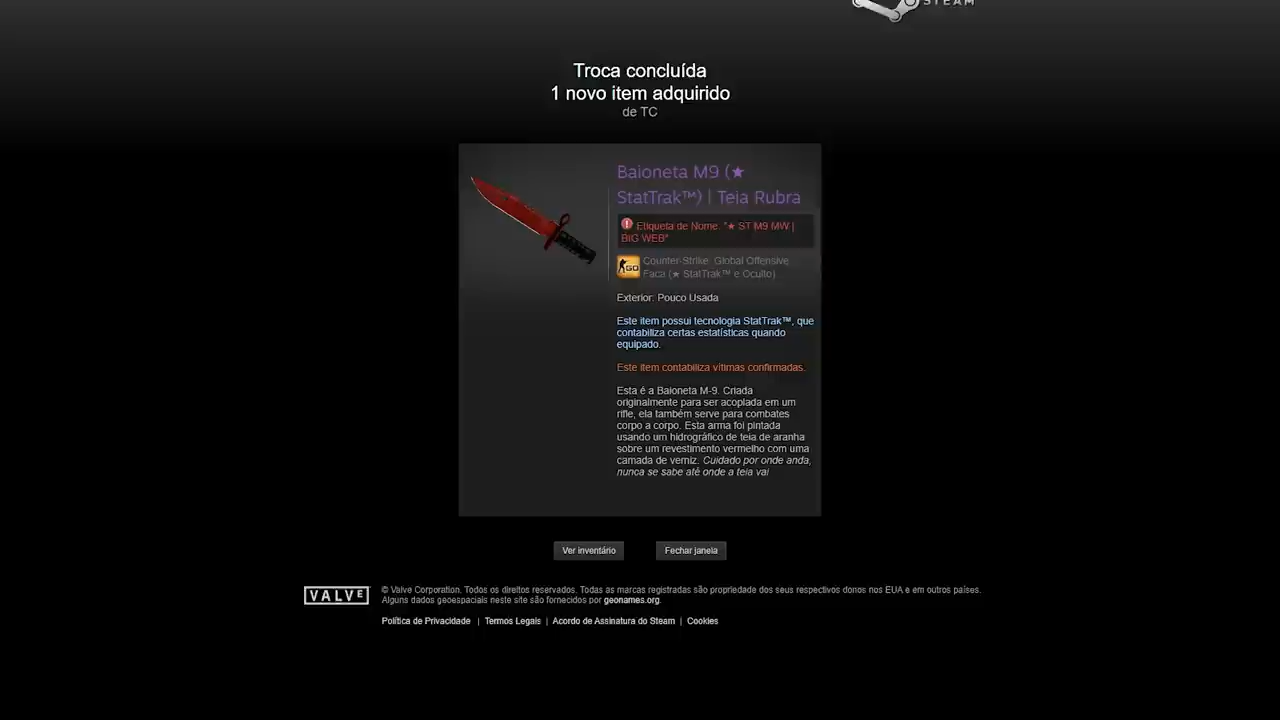 STEAM
Troca concluída
1 novo item adquirido
de TC
Baioneta M9 (★
StatTrak™) | Teia Rubra
Etiqueta de Nome: "★ ST M9 MW |
BIG WEB"
Counter-Strike: Global Offensive
Faca (★ StatTrak™ e Oculto)
Exterior: Pouco Usada
Este item possui tecnologia StatTrak™, que
contabiliza certas estatísticas quando
equipado.
Este item contabiliza vítimas confirmadas.
Esta é a Baioneta M-9. Criada
originalmente para ser acoplada em um
rifle, ela também serve para combates
corpo a corpo. Esta arma foi pintada
usando um hidrográfico de teia de aranha
sobre um revestimento vermelho com uma
camada de verniz. Cuidado por onde anda,
nunca se sabe até onde a teia vai
Ver inventário
Fechar janela
VALVE
© Valve Corporation. Todos os direitos reservados. Todas as marcas registradas são propriedade dos seus respectivos donos nos EUA e em outros países.
Alguns dados geoespaciais neste site são fornecidos por geonames.org.
Política de Privacidade | Termos Legais | Acordo de Assinatura do Steam | Cookies